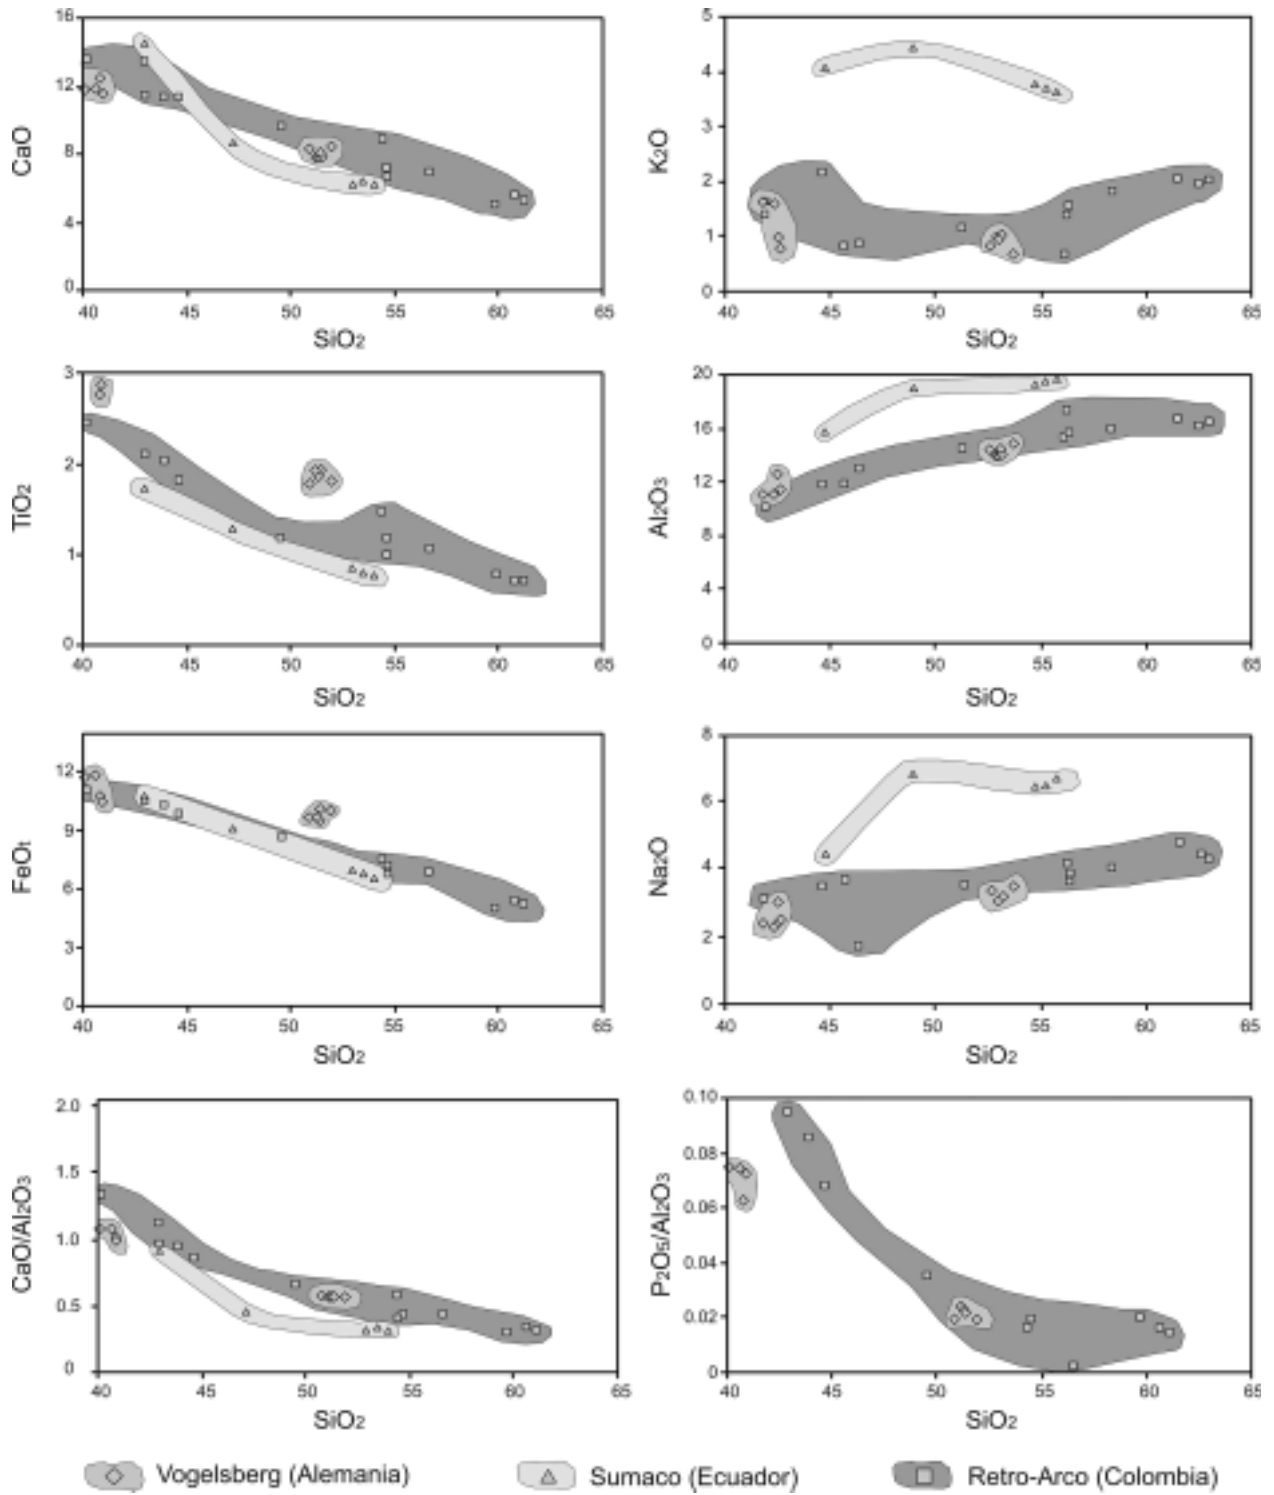 16
12
8
4
0
CaO
40 45 50 55 60 65
SiO2
5
4
3
2
1
0
K2O
40 45 50 55 60 65
SiO2
3
2
1
0
TiO2
40 45 50 55 60 65
SiO2
20
16
12
8
4
0
Al2O3
40 45 50 55 60 65
SiO2
12
9
6
3
0
FeOt
40 45 50 55 60 65
SiO2
8
6
4
2
0
Na2O
40 45 50 55 60 65
SiO2
2.0
1.5
1.0
0.5
0
CaO/Al2O3
40 45 50 55 60 65
SiO2
0.10
0.08
0.06
0.04
0.02
0
P2O5/Al2O3
40 45 50 55 60 65
SiO2
Vogelsberg (Alemania) Sumaco (Ecuador) Retro-Arco (Colombia)